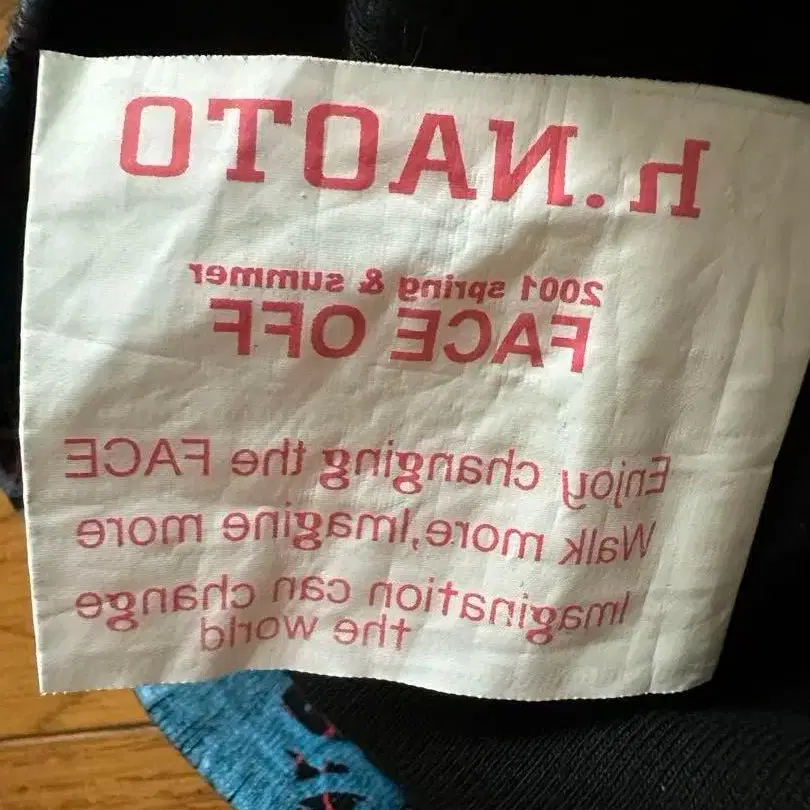 h.NAOTO
2001 spring & summer
FACE OFF
Enjoy changing the FACE
Walk more,Imagine more
Imagination can change
the world